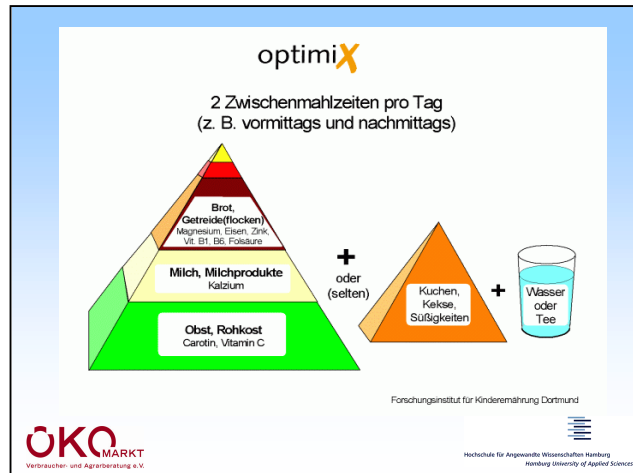 optimiX
2 Zwischenmahlzeiten pro Tag
(z. B. vormittags und nachmittags)
Brot,
Getreide(flocken)
Magnesium, Eisen, Zink,
Vit. B1, B6, Folsäure
Milch, Milchprodukte
Kalzium
Obst, Rohkost
Carotin, Vitamin C
+
oder
(selten)
Kuchen,
Kekse,
Süßigkeiten
+
Wasser
oder
Tee
Forschungsinstitut für Kinderernährung Dortmund
ÖKOMARKT
Verbraucher- und Agrarberatung e.V.
Hochschule für Angewandte Wissenschaften Hamburg
Hamburg University of Applied Sciences